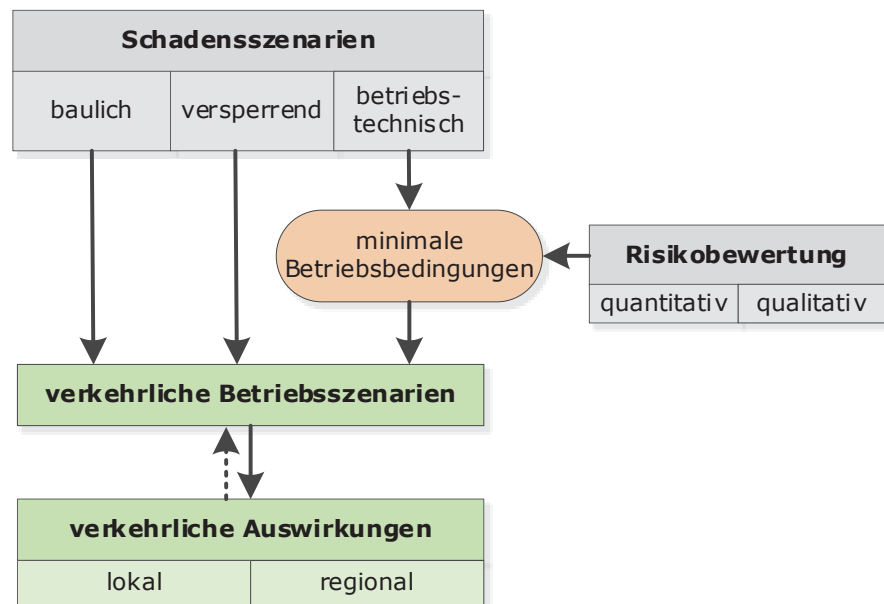 Schadensszenarien
baulich
versperrend
betriebs-
technisch
minimale
Betriebsbedingungen
Risikobewertung
quantitativ
qualitativ
verkehrliche Betriebsszenarien
verkehrliche Auswirkungen
lokal
regional